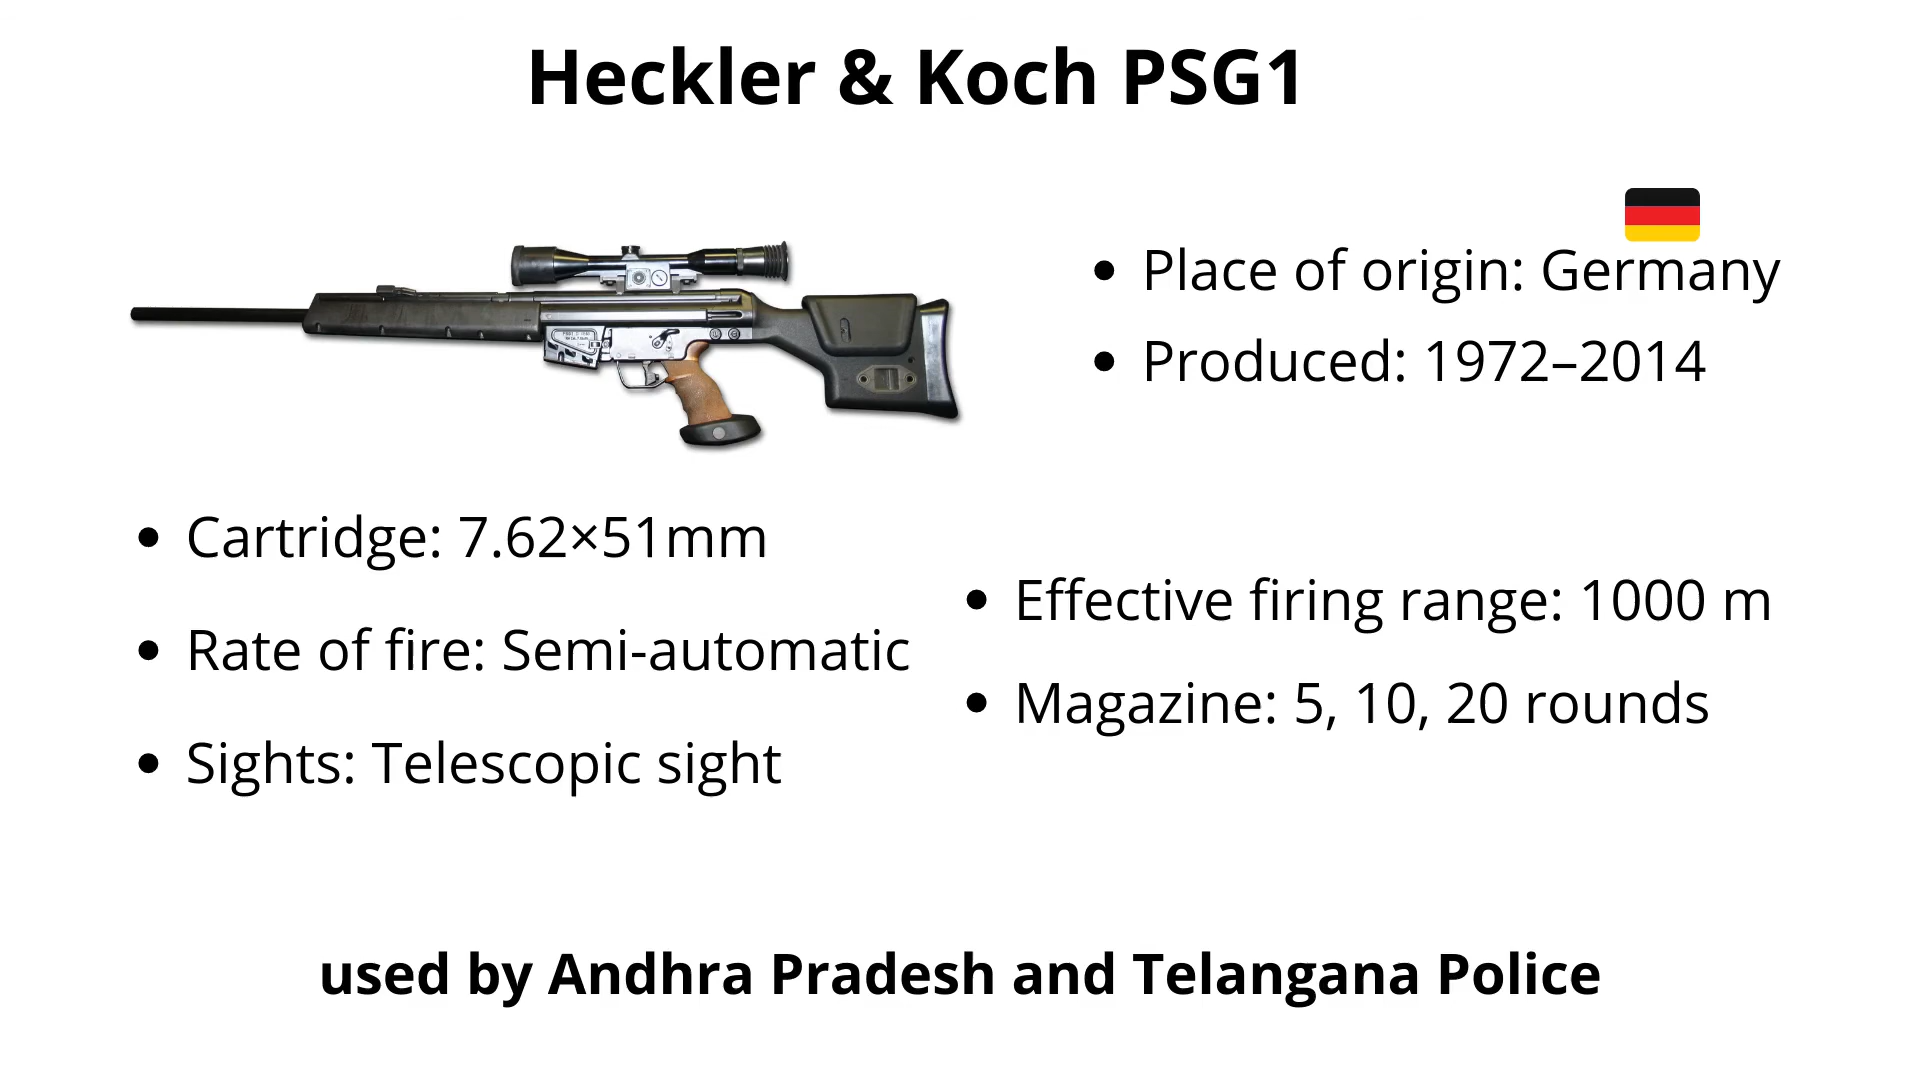 Heckler & Koch PSG1
• Place of origin: Germany
• Produced: 1972–2014
• Cartridge: 7.62×51mm
• Rate of fire: Semi-automatic
• Sights: Telescopic sight
• Effective firing range: 1000 m
• Magazine: 5, 10, 20 rounds
used by Andhra Pradesh and Telangana Police